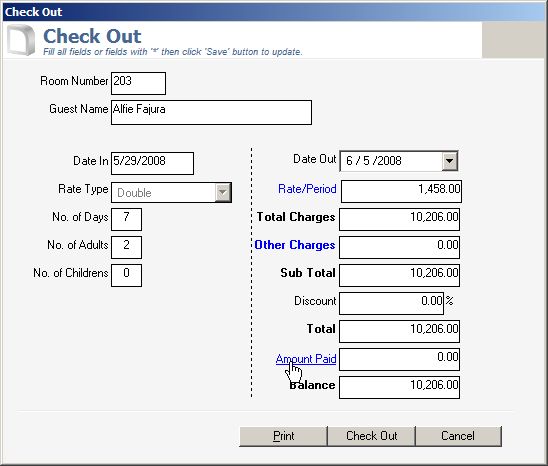 Check Out
Check Out
Fill all fields or fields with '*' then click 'Save' button to update.
Room Number 203
Guest Name Alfie Fajura
Date In 5/29/2008
Rate Type Double
No. of Days 7
No. of Adults 2
No. of Childrens 0
Date Out 6 / 5 /2008
Rate/Period 1,458.00
Total Charges 10,206.00
Other Charges 0.00
Sub Total 10,206.00
Discount 0.00 %
Total 10,206.00
Amount Paid 0.00
Balance 10,206.00
Print Check Out Cancel